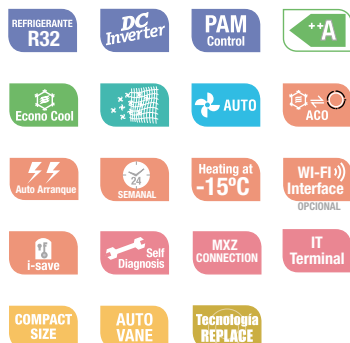 REFRIGERANTE
R32
DC
Inverter
PAM
Control
++A
Econo Cool
AUTO
ACO
Auto Arranque
24
SEMANAL
Heating at
-15ºC
WI-FI
Interface
OPCIONAL
i-save
Self
Diagnosis
MXZ
CONNECTION
IT
Terminal
COMPACT
SIZE
AUTO
VANE
Tecnología
REPLACE